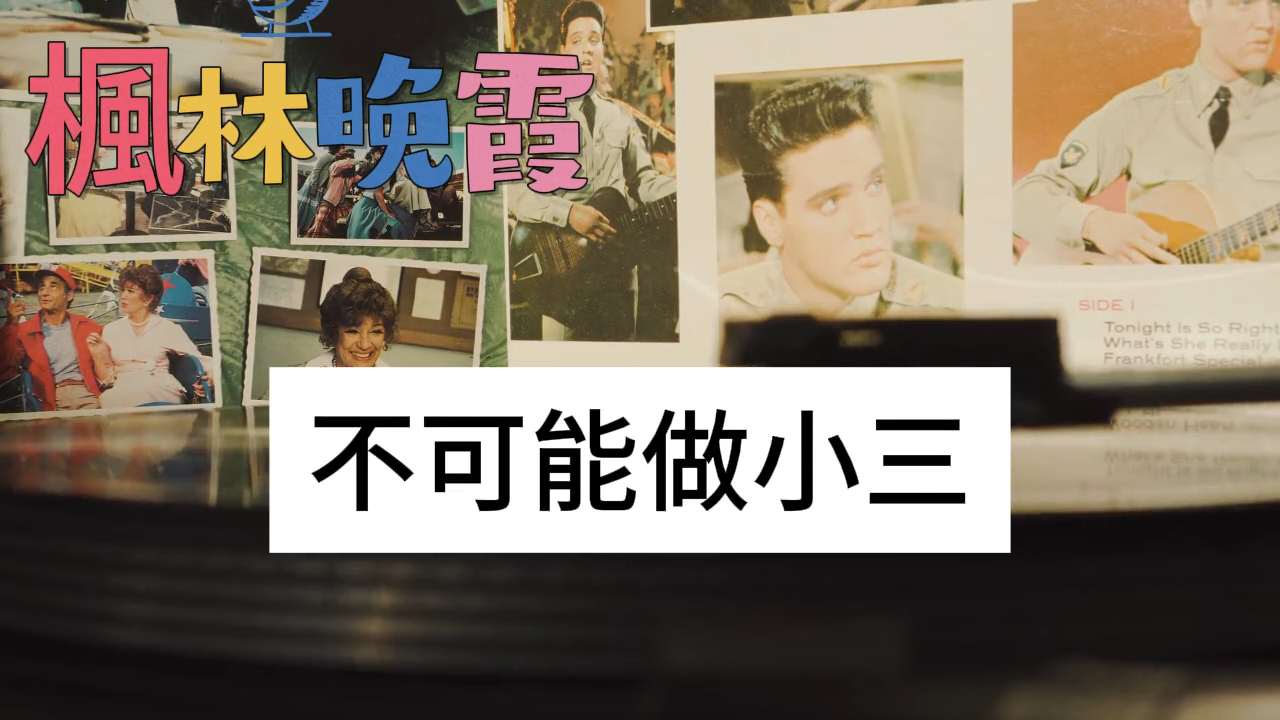 楓林晚霞
SIDE 1
Tonight Is So Right
What's She Really
Frankfort Special
不可能做小三